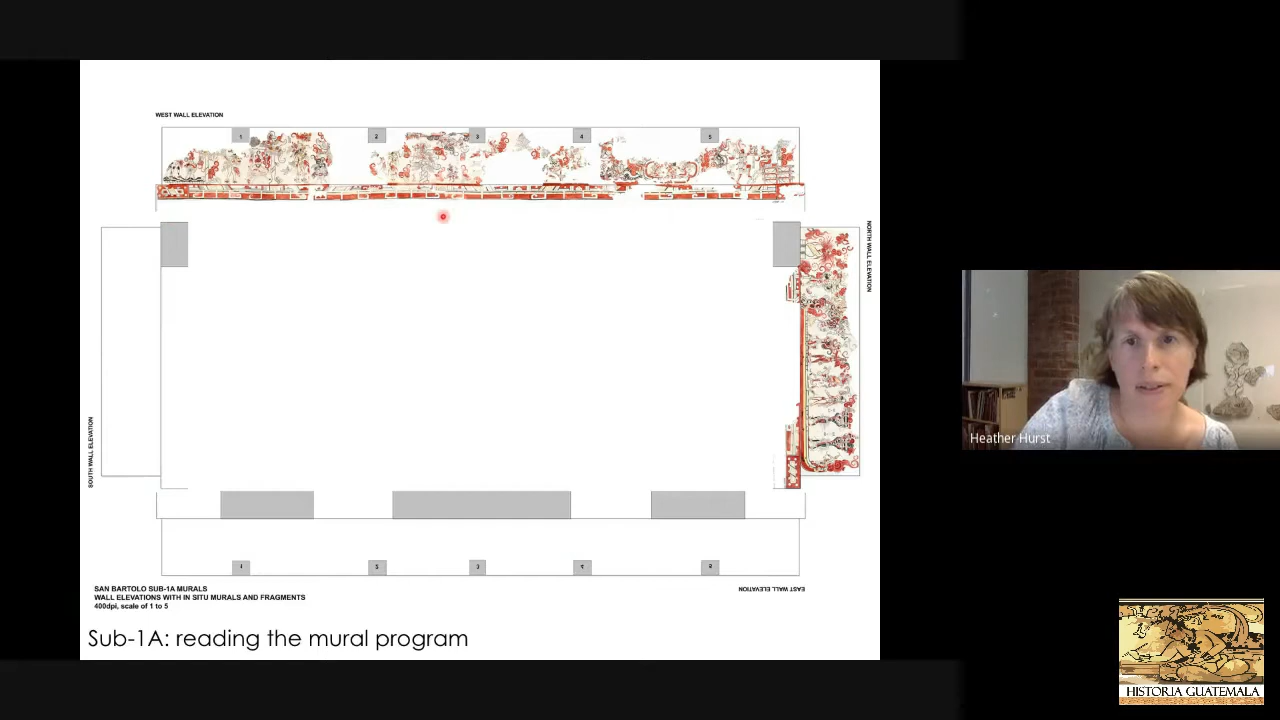 WEST WALL ELEVATION
1 2 3 4 5
NORTH WALL ELEVATION
SOUTH WALL ELEVATION
1 2 3 4 5
EAST WALL ELEVATION
SAN BARTOLO SUB-1A MURALS
WALL ELEVATIONS WITH IN SITU MURALS AND FRAGMENTS
400dpi, scale of 1 to 5
Sub-1A: reading the mural program
Heather Hurst
HISTORIA GUATEMALA